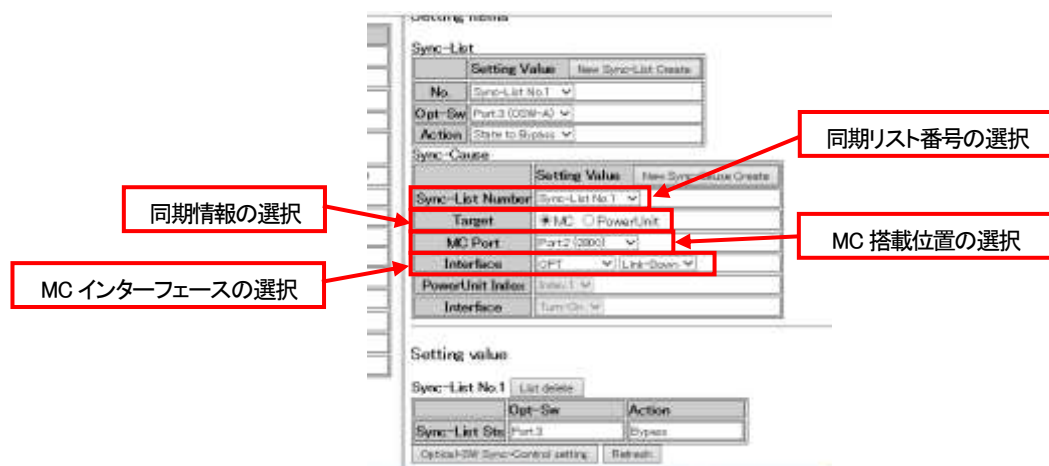 Setting items
Sync-List
Setting Value New Sync-List Create
No. Sync-List No.1
Opt-Sw Port.3 (OSW-A)
Action State to Bypass
Sync-Cause
Setting Value New Sync-Cause Create
Sync-List Number Sync-List No.1
Target MC PowerUnit
MC Port Port.2
Interface OPT Link-Down
PowerUnit Index Index.1
Interface Turn-On
同期リスト番号の選択
同期情報の選択
MC 搭載位置の選択
MC インターフェースの選択
Setting value
Sync-List No.1 List delete
Opt-Sw Action
Sync-List Sts Port.3 Bypass
Optical-SW Sync-Control setting Refresh